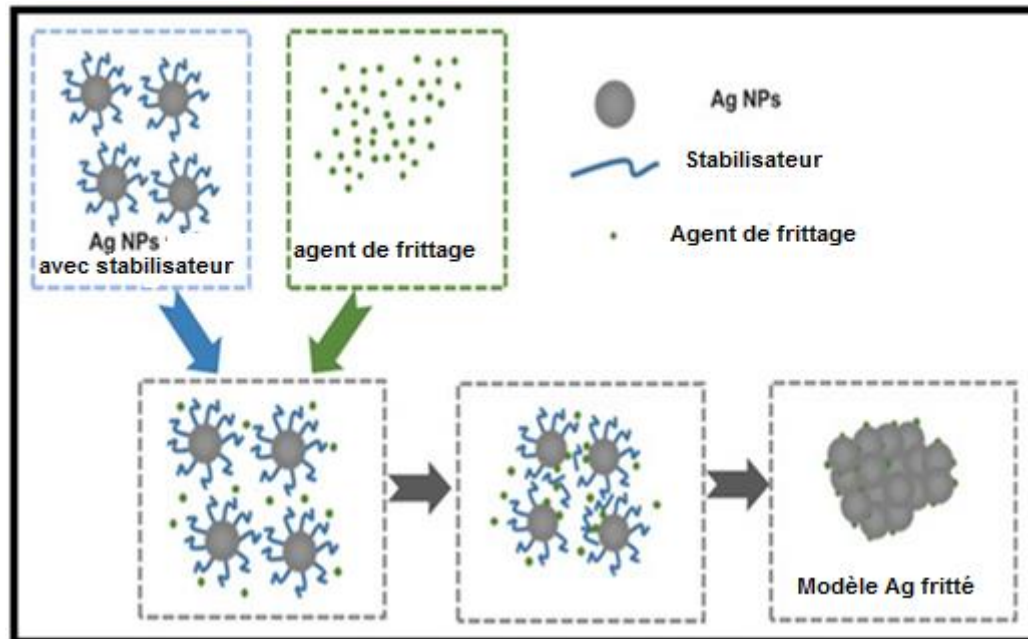 Ag NPs
avec stabilisateur
agent de frittage
Ag NPs
Stabilisateur
Agent de frittage
Modèle Ag fritté